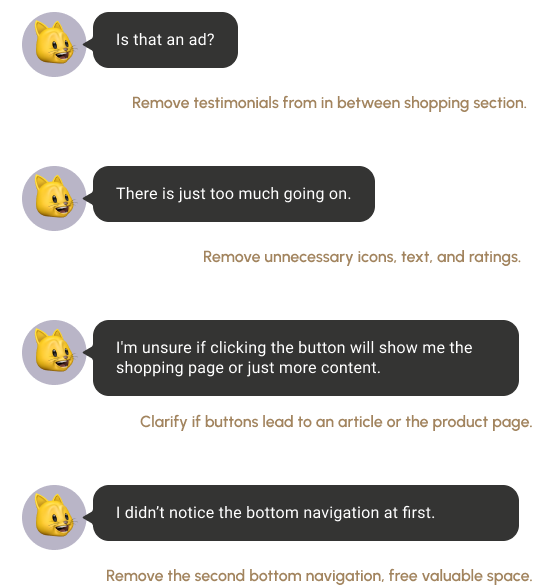 Is that an ad?
Remove testimonials from in between shopping section.
There is just too much going on.
Remove unnecessary icons, text, and ratings.
I'm unsure if clicking the button will show me the
shopping page or just more content.
Clarify if buttons lead to an article or the product page.
I didn’t notice the bottom navigation at first.
Remove the second bottom navigation, free valuable space.